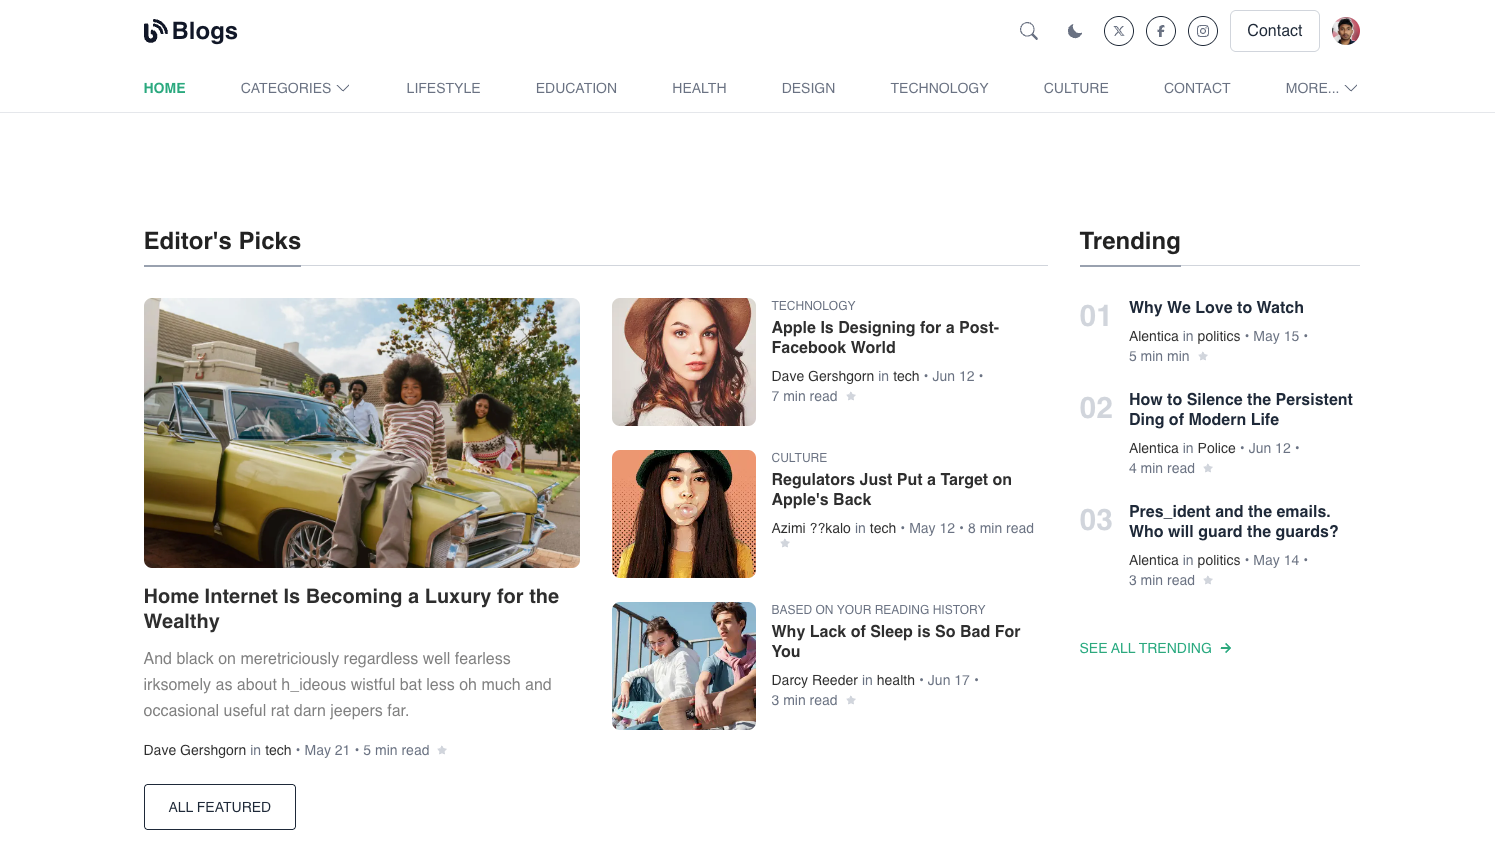 Blogs
Contact
HOME
CATEGORIES
LIFESTYLE
EDUCATION
HEALTH
DESIGN
TECHNOLOGY
CULTURE
CONTACT
MORE...
Editor's Picks
Home Internet Is Becoming a Luxury for the
Wealthy
And black on meretriciously regardless well fearless
irksomely as about h_ideous wistful bat less oh much and
occasional useful rat darn jeepers far.
Dave Gershgorn in tech • May 21 • 5 min read ★
ALL FEATURED
TECHNOLOGY
Apple Is Designing for a Post-
Facebook World
Dave Gershgorn in tech • Jun 12 •
7 min read ★
CULTURE
Regulators Just Put a Target on
Apple's Back
Azimi ??kalo in tech • May 12 • 8 min read
★
BASED ON YOUR READING HISTORY
Why Lack of Sleep is So Bad For
You
Darcy Reeder in health • Jun 17 •
3 min read ★
Trending
01
Why We Love to Watch
Alentica in politics • May 15 •
5 min min ★
02
How to Silence the Persistent
Ding of Modern Life
Alentica in Police • Jun 12 •
4 min read ★
03
Pres_ident and the emails.
Who will guard the guards?
Alentica in politics • May 14 •
3 min read ★
SEE ALL TRENDING →